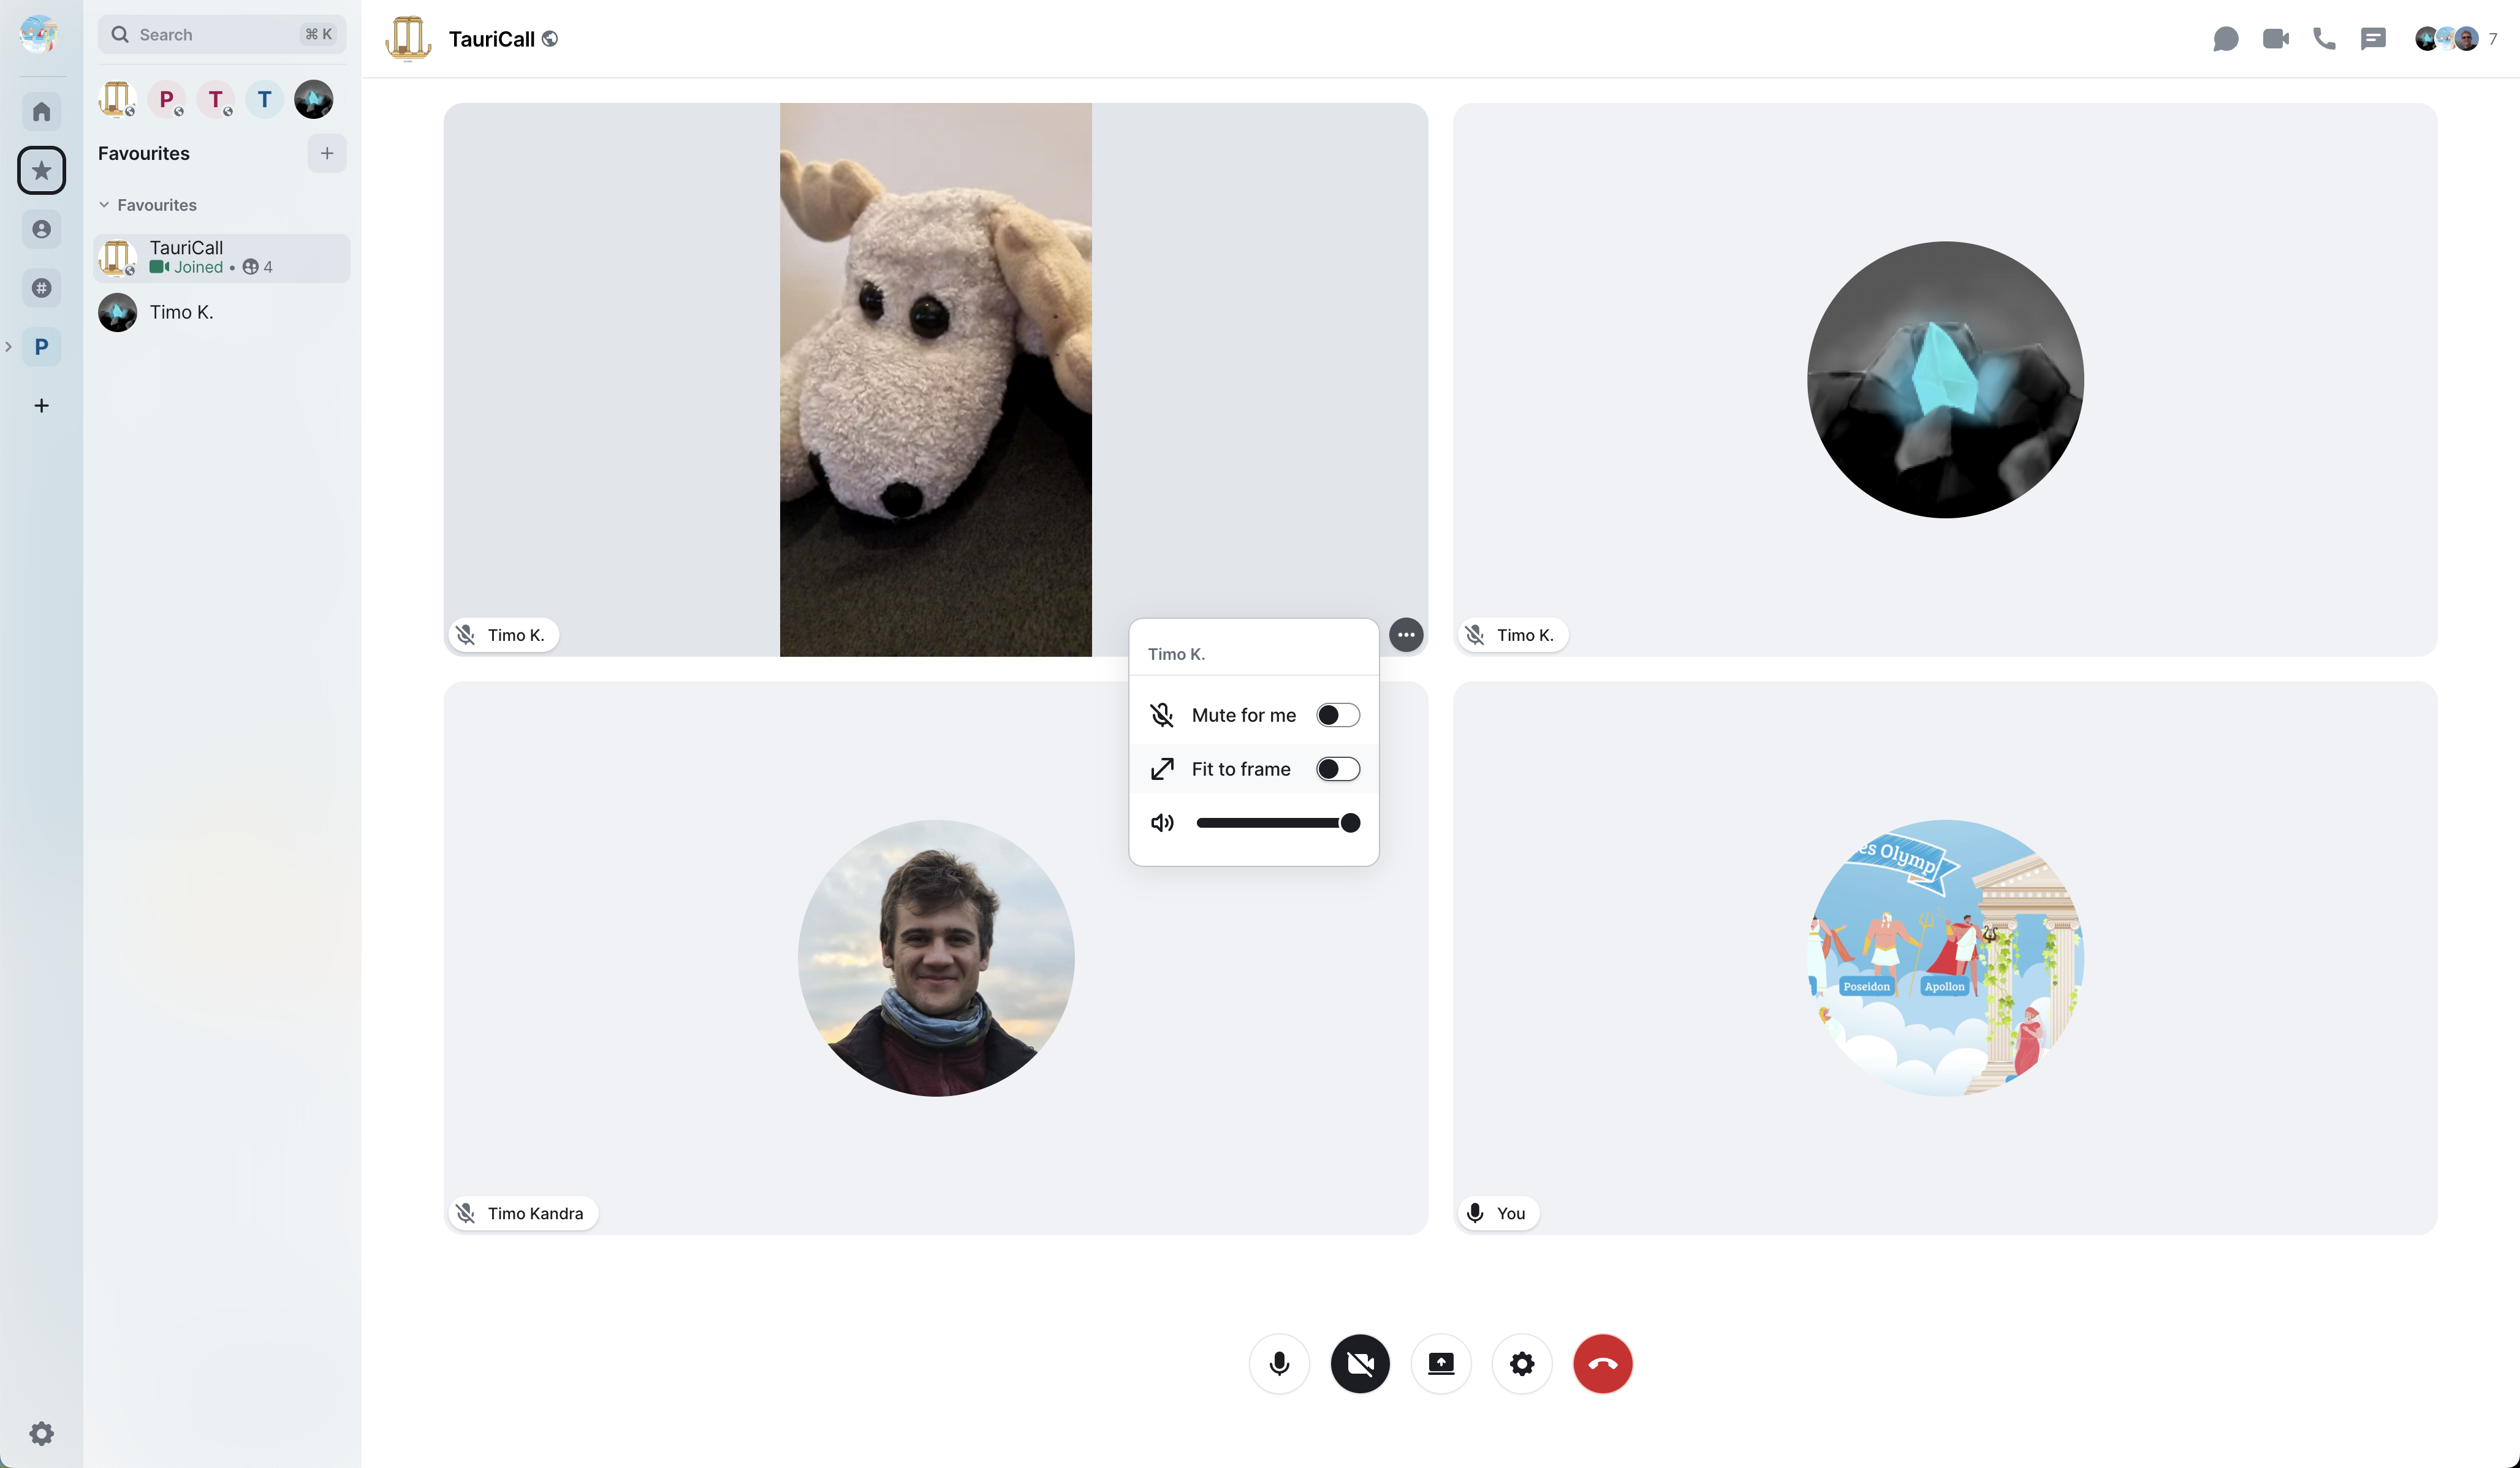 Search
⌘ K
TauriCall
7
P
T
T
Favourites
Favourites
TauriCall
Joined • 4
Timo K.
P
Timo K.
Timo K.
Timo K.
Mute for me
Fit to frame
es Olymp
Poseidon
Apollon
Timo Kandra
You